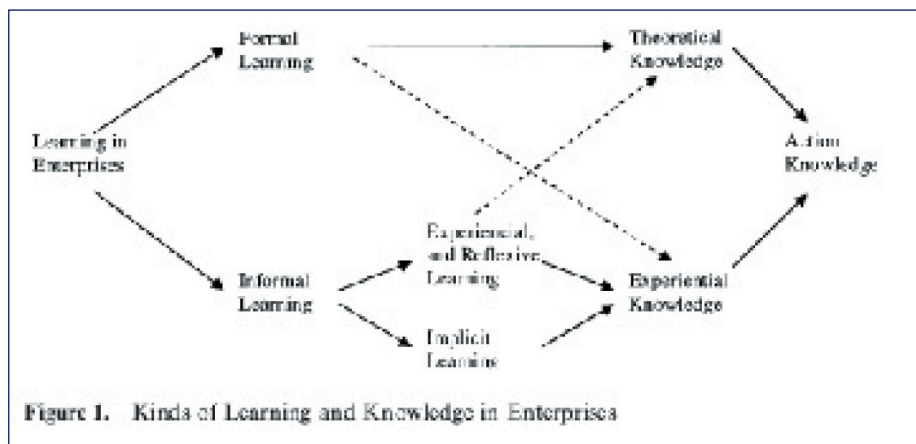 Formal
Learning
Theoretical
Knowledge
Learning in
Enterprises
Action
Knowledge
Experiencial,
and Reflexive
Learning
Informal
Learning
Experiential
Knowledge
Implicit
Learning
Figure 1. Kinds of Learning and Knowledge in Enterprises